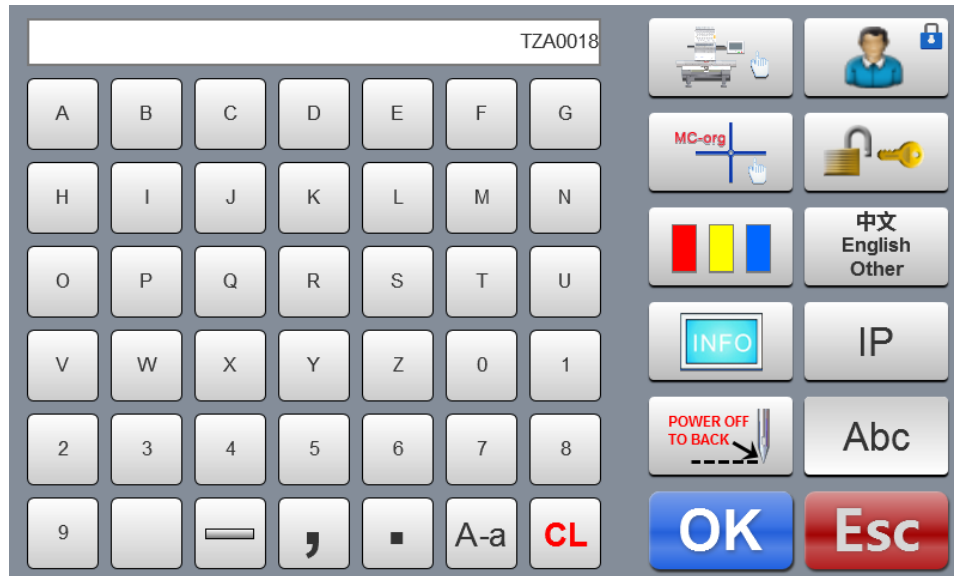 TZA0018
A B C D E F G
H I J K L M N
O P Q R S T U
V W X Y Z 0 1
2 3 4 5 6 7 8
9 , . A-a CL
MC-org
中文
English
Other
INFO
IP
POWER OFF
TO BACK
Abc
OK
Esc